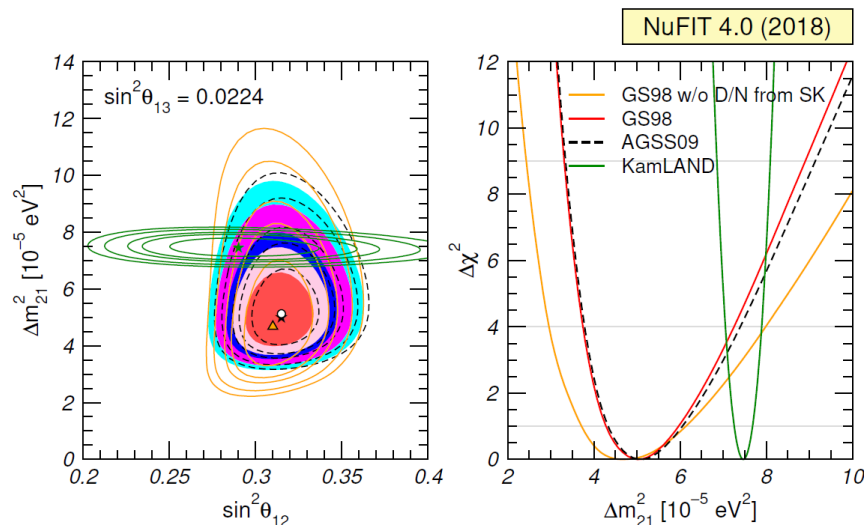 NuFIT 4.0 (2018)
sin²θ₁₃ = 0.0224
Δm²₂₁ [10⁻⁵ eV²]
14
12
10
8
6
4
2
0
0.2 0.25 0.3 0.35 0.4
sin²θ₁₂
GS98 w/o D/N from SK
GS98
AGSS09
KamLAND
Δχ²
12
10
8
6
4
2
0
2 4 6 8 10
Δm²₂₁ [10⁻⁵ eV²]